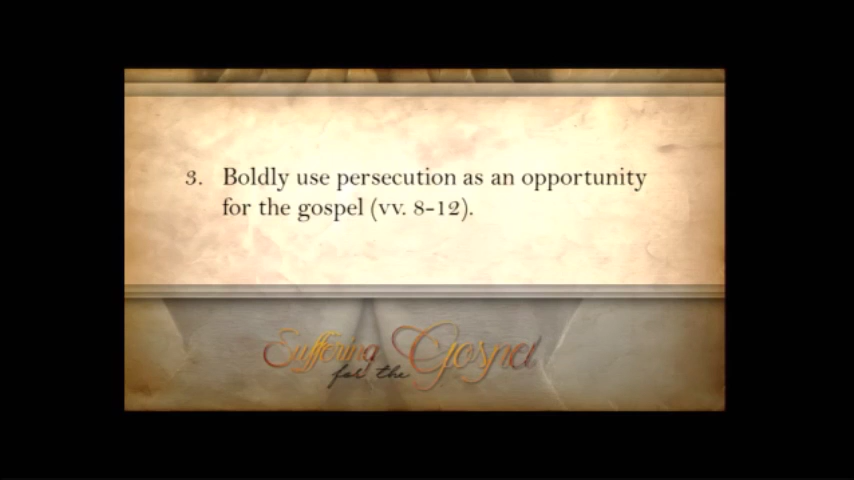 3. Boldly use persecution as an opportunity
for the gospel (vv. 8-12).
Suffering
for the Gospel